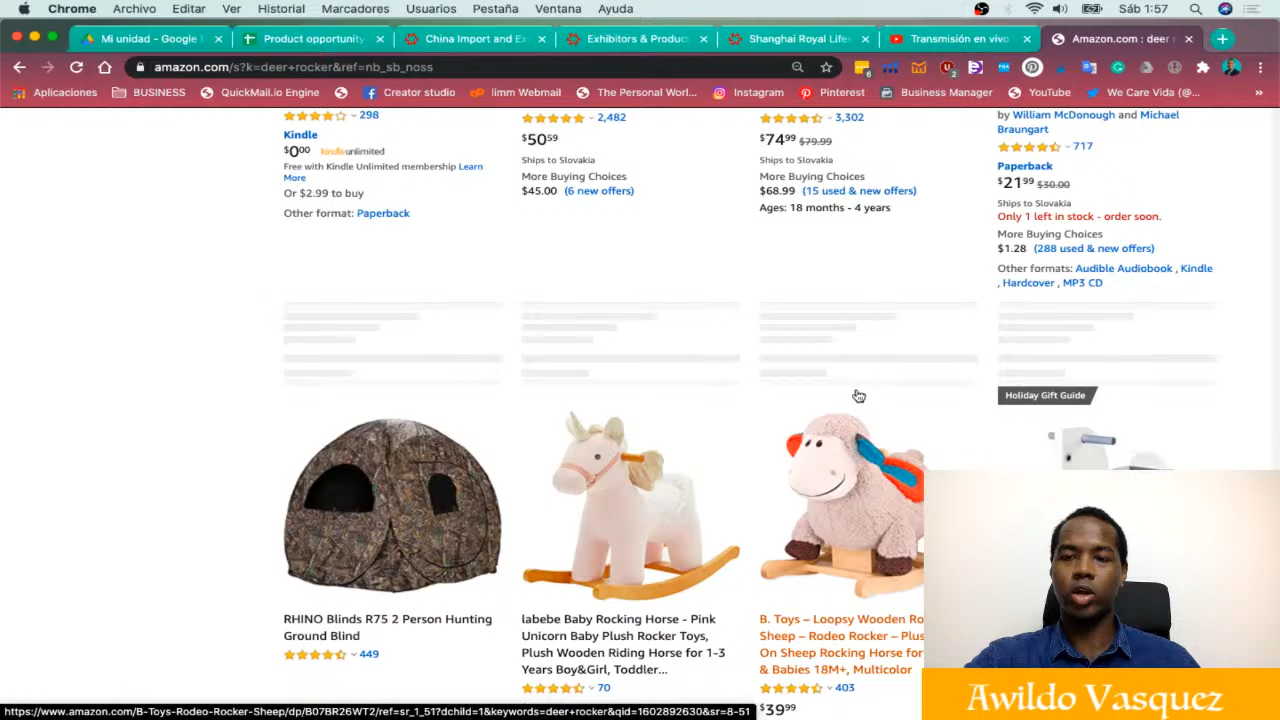 Chrome Archivo Editar Ver Historial Marcadores Usuarios Pestaña Ventana Ayuda Sáb 1:57
Mi unidad - Google
Product opportunity
China Import and Ex
Exhibitors & Produc
Shanghai Royal Lifes
Transmisión en vivo
Amazon.com : deer
amazon.com/s?k=deer+rocker&ref=nb_sb_noss
Aplicaciones BUSINESS QuickMail.io Engine Creator studio limm Webmail The Personal Worl... Instagram Pinterest Business Manager YouTube We Care Vida (@... »
298
Kindle
$0.00 kindleunlimited
Free with Kindle Unlimited membership Learn
More
Or $2.99 to buy
Other format: Paperback
2,482
$50.59
Ships to Slovakia
More Buying Choices
$45.00 (6 new offers)
3,302
$74.99 $79.99
Ships to Slovakia
More Buying Choices
$68.99 (15 used & new offers)
Ages: 18 months - 4 years
by William McDonough and Michael
Braungart
717
Paperback
$21.99 $30.00
Ships to Slovakia
Only 1 left in stock - order soon.
More Buying Choices
$1.28 (288 used & new offers)
Other formats: Audible Audiobook , Kindle
, Hardcover , MP3 CD
Holiday Gift Guide
RHINO Blinds R75 2 Person Hunting
Ground Blind
449
labebe Baby Rocking Horse - Pink
Unicorn Baby Plush Rocker Toys,
Plush Wooden Riding Horse for 1-3
Years Boy&Girl, Toddler...
70
B. Toys – Loopsy Wooden Ro
Sheep – Rodeo Rocker – Plus
On Sheep Rocking Horse for
& Babies 18M+, Multicolor
403
$39.99
https://www.amazon.com/B-Toys-Rodeo-Rocker-Sheep/dp/B07BR26WT2/ref=sr_1_51?dchild=1&keywords=deer+rocker&qid=1602892630&sr=8-51
Awildo Vasquez